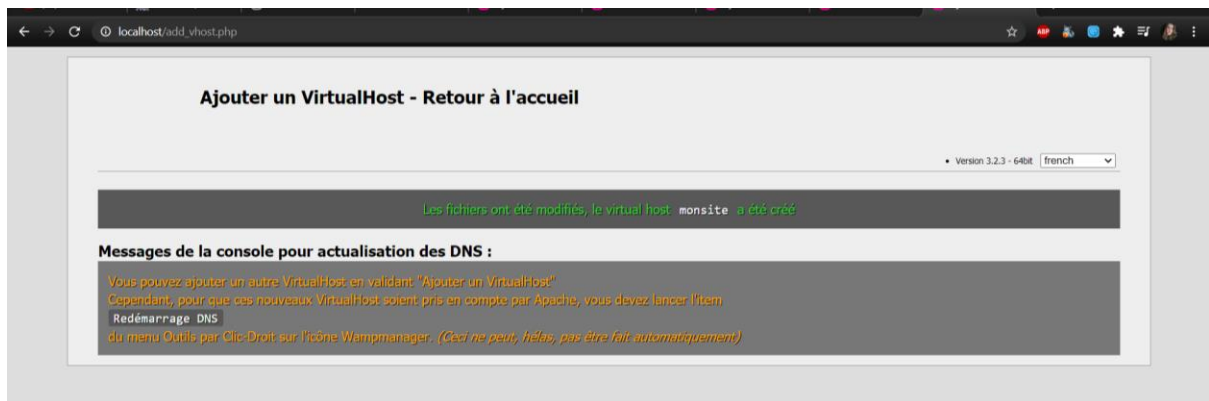 localhost/add_vhost.php
ABP
Ajouter un VirtualHost - Retour à l'accueil
• Version 3.2.3 - 64bit french
Les fichiers ont été modifiés, le virtual host monsite a été créé
Messages de la console pour actualisation des DNS :
Vous pouvez ajouter un autre VirtualHost en validant "Ajouter un VirtualHost"
Cependant, pour que ces nouveaux VirtualHost soient pris en compte par Apache, vous devez lancer l'item
Redémarrage DNS
du menu Outils par Clic-Droit sur l'icône Wampmanager. (Ceci ne peut, hélas, pas être fait automatiquement)